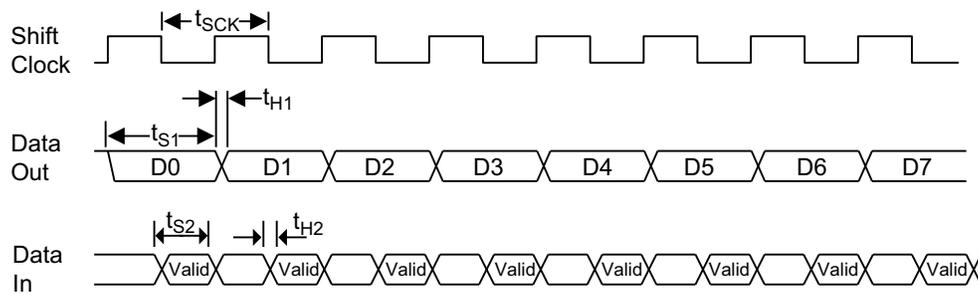 Shift
Clock
tSCK
tH1
Data
Out
tS1
D0 D1 D2 D3 D4 D5 D6 D7
tS2
tH2
Data
In
Valid Valid Valid Valid Valid Valid Valid Valid